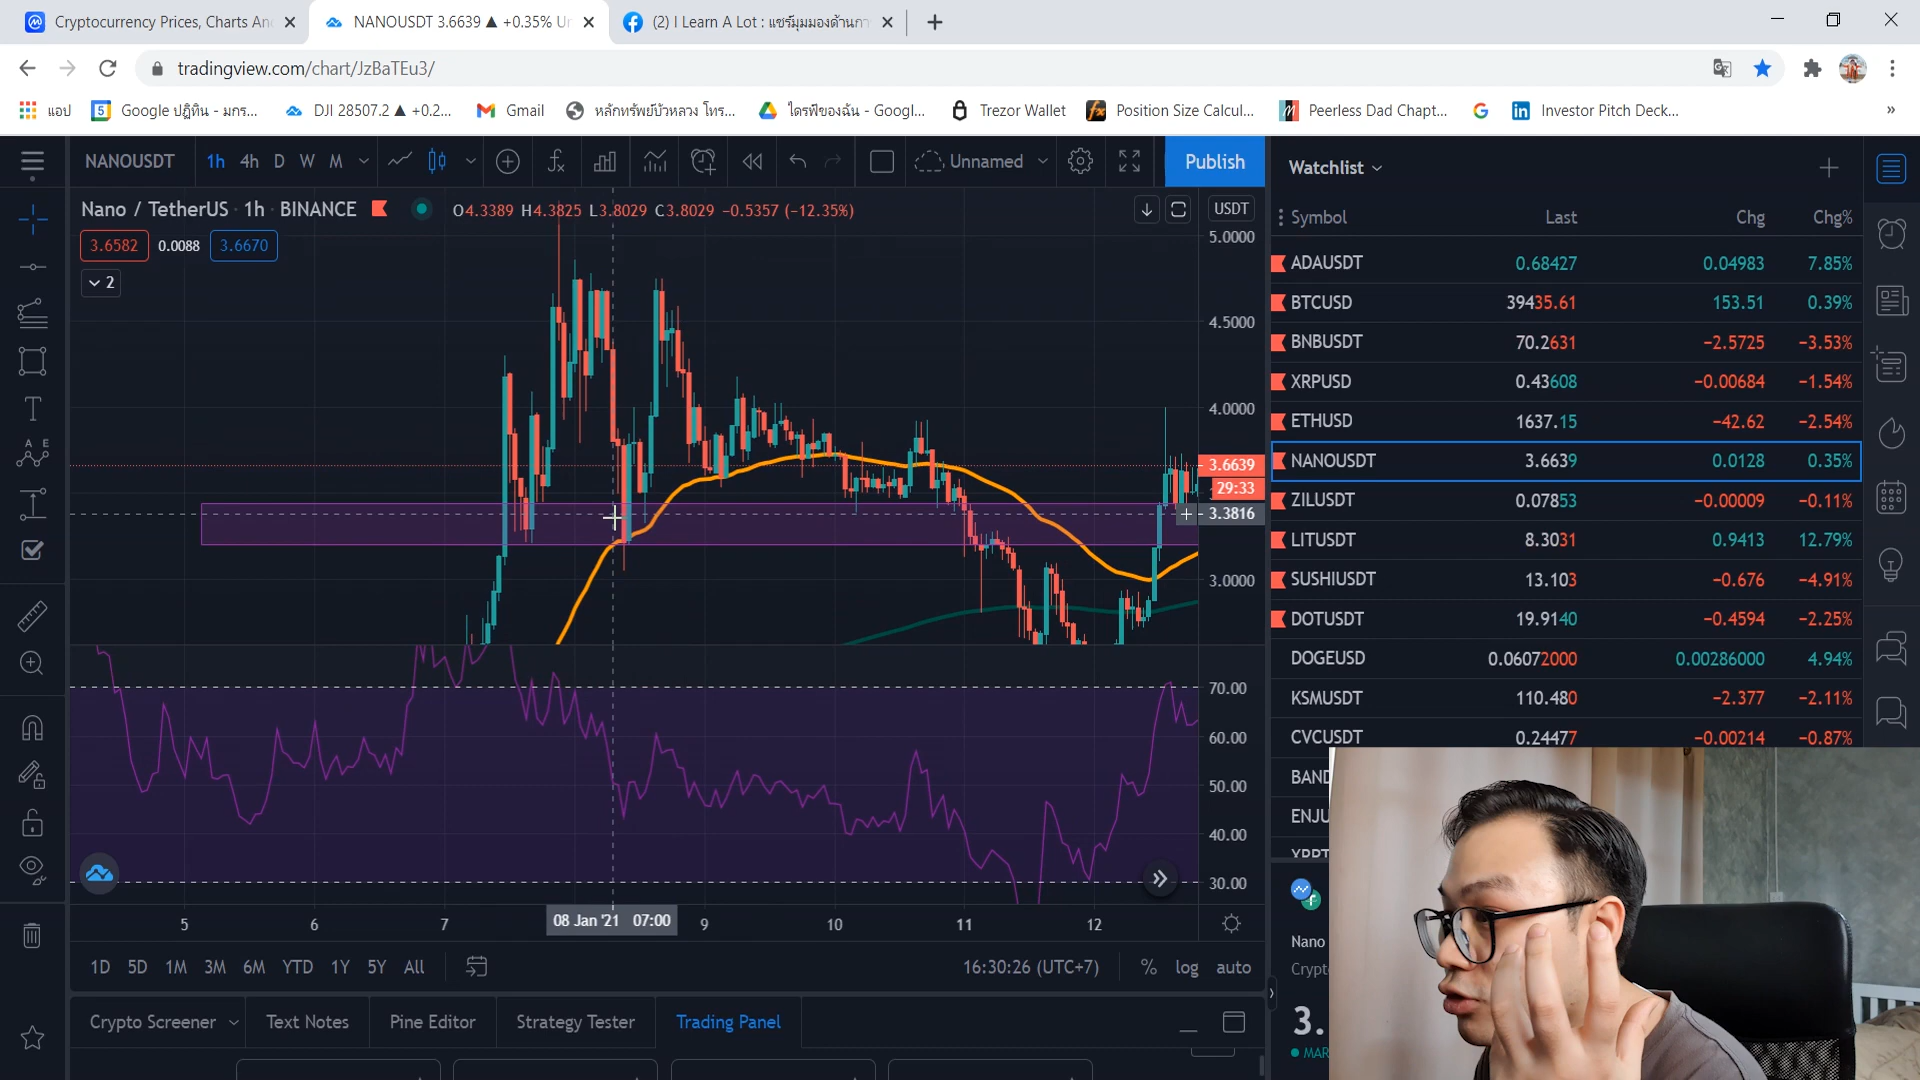 Cryptocurrency Prices, Charts An
NANOUSDT 3.6639 ▲ +0.35% Un
(2) I Learn A Lot : แชร์มุมมองด้านกา
tradingview.com/chart/JzBaTEu3/
แอป
Google ปฏิทิน - มกร...
DJI 28507.2 ▲ +0.2...
Gmail
หลักทรัพย์บัวหลวง โทร...
ไดรฟ์ของฉัน - Googl...
Trezor Wallet
Position Size Calcul...
Peerless Dad Chapt...
Investor Pitch Deck...
»
NANOUSDT 1h 4h D W M
Unnamed
Publish
Nano / TetherUS · 1h · BINANCE
O4.3389 H4.3825 L3.8029 C3.8029 −0.5357 (−12.35%)
USDT
3.6582 0.0088 3.6670
2
5.0000
4.5000
4.0000
3.6639
29:33
3.3816
3.0000
70.00
60.00
50.00
40.00
30.00
5 6 7 08 Jan '21 07:00 9 10 11 12
1D 5D 1M 3M 6M YTD 1Y 5Y All
16:30:26 (UTC+7) % log auto
Crypto Screener Text Notes Pine Editor Strategy Tester Trading Panel
Watchlist
Symbol Last Chg Chg%
ADAUSDT 0.68427 0.04983 7.85%
BTCUSD 39435.61 153.51 0.39%
BNBUSDT 70.2631 −2.5725 −3.53%
XRPUSD 0.43608 −0.00684 −1.54%
ETHUSD 1637.15 −42.62 −2.54%
NANOUSDT 3.6639 0.0128 0.35%
ZILUSDT 0.07853 −0.00009 −0.11%
LITUSDT 8.3031 0.9413 12.79%
SUSHIUSDT 13.103 −0.676 −4.91%
DOTUSDT 19.9140 −0.4594 −2.25%
DOGEUSD 0.06072000 0.00286000 4.94%
KSMUSDT 110.480 −2.377 −2.11%
CVCUSDT 0.24477 −0.00214 −0.87%
BAND
ENJU
Nano
Crypt
3.
MAR